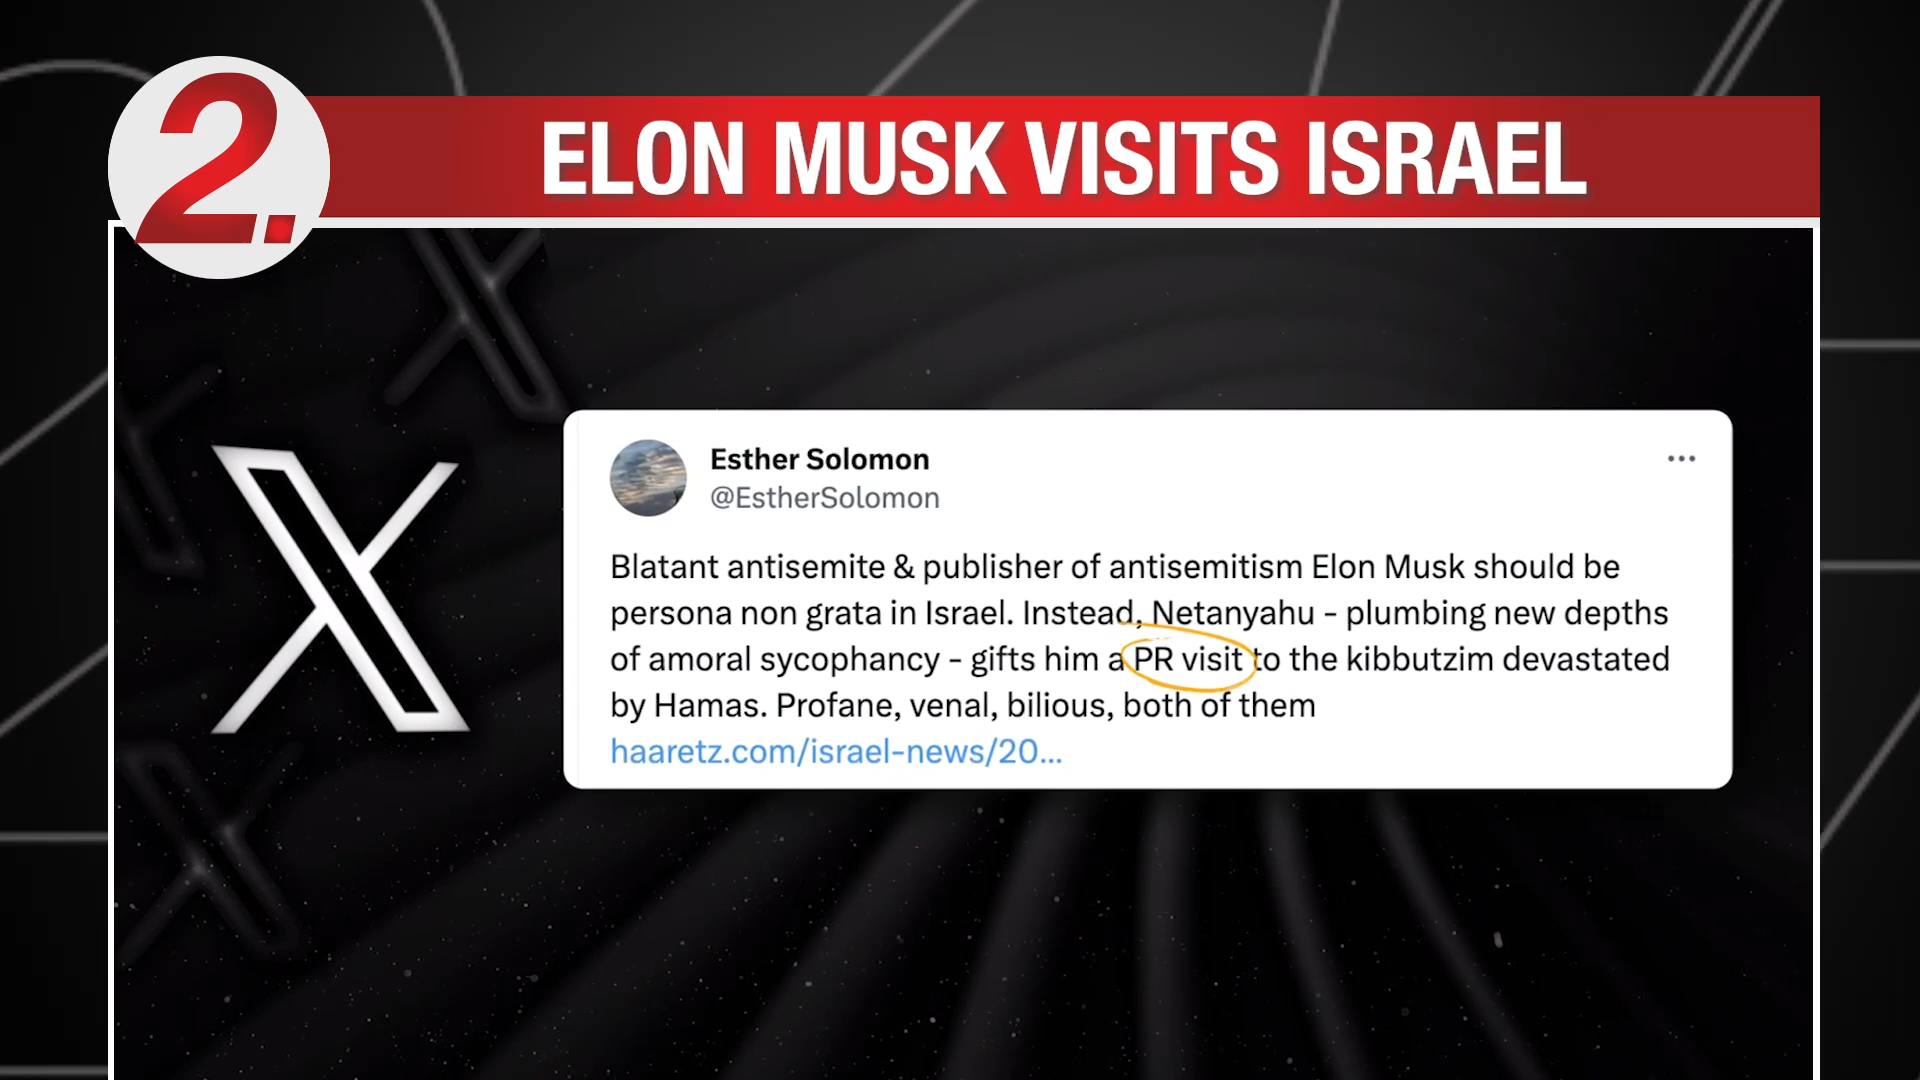 2.
ELON MUSK VISITS ISRAEL
Esther Solomon
@EstherSolomon
Blatant antisemite & publisher of antisemitism Elon Musk should be
persona non grata in Israel. Instead, Netanyahu - plumbing new depths
of amoral sycophancy - gifts him a PR visit to the kibbutzim devastated
by Hamas. Profane, venal, bilious, both of them
haaretz.com/israel-news/20...